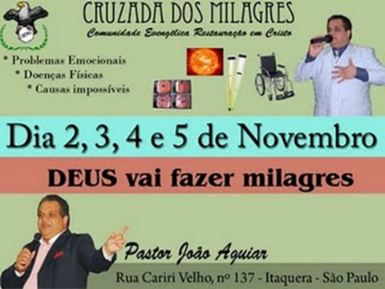 CRUZADA DOS MILAGRES
Comunidade Evengélica Restauração em Cristo
* Problemas Emocionais
* Doenças Físicas
* Causas impossíveis
Dia 2, 3, 4 e 5 de Novembro
DEUS vai fazer milagres
Pastor João Aguiar
Rua Cariri Velho, nº 137 - Itaquera - São Paulo